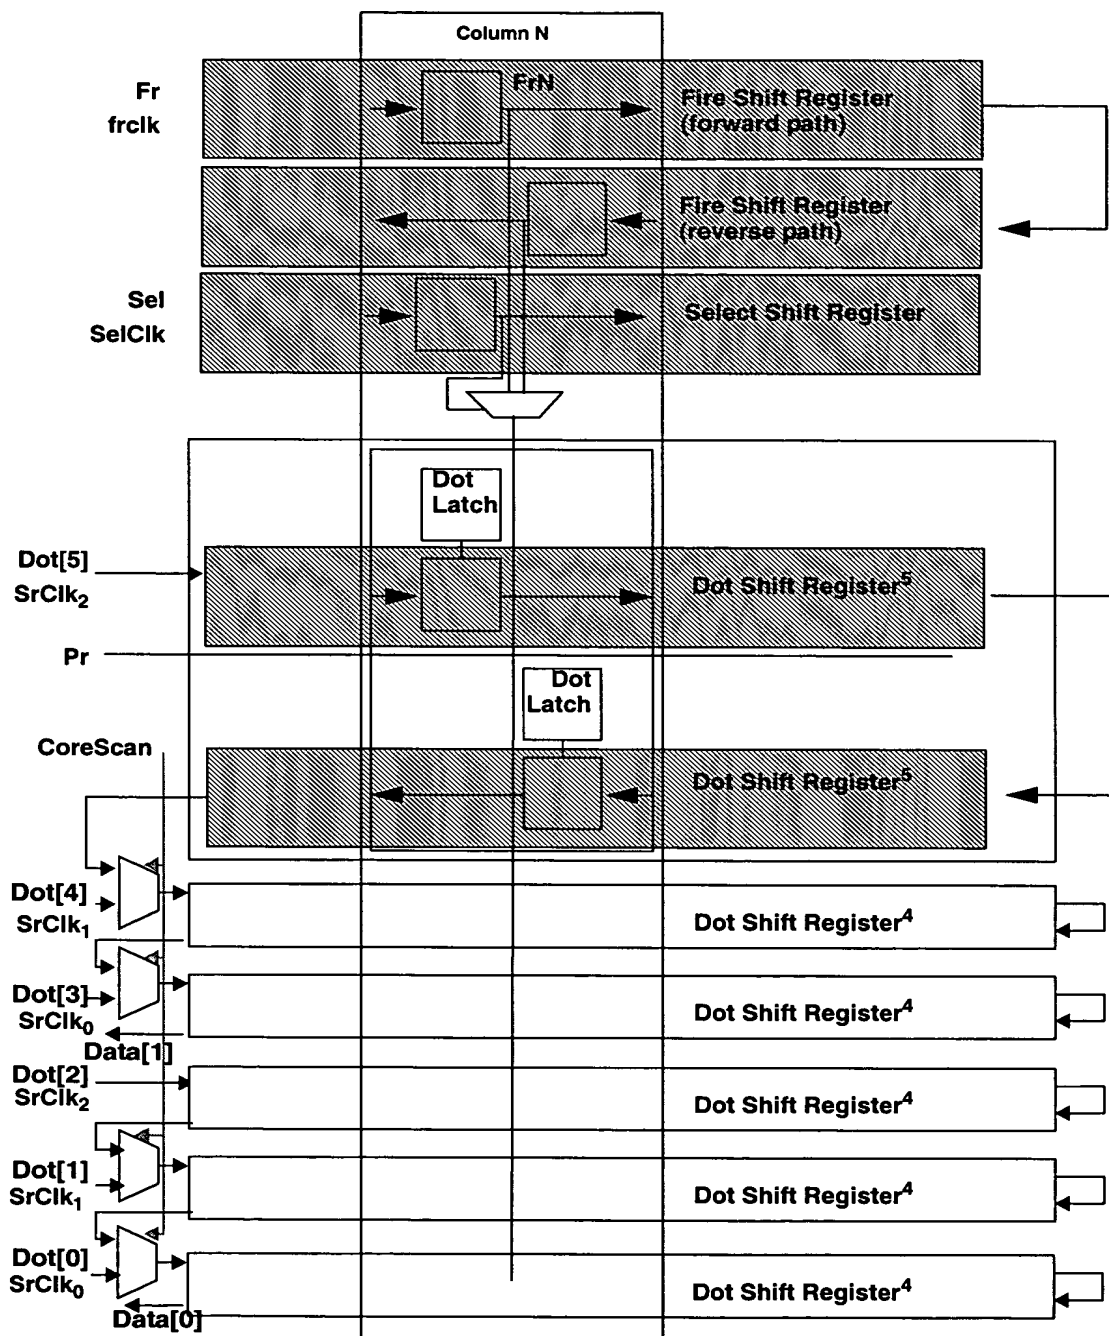 Column N
Fr
frclk
FrN
Fire Shift Register
(forward path)
Fire Shift Register
(reverse path)
Sel
SelClk
Select Shift Register
Dot
Latch
Dot[5]
SrClk₂
Dot Shift Register⁵
Pr
Dot
Latch
CoreScan
Dot Shift Register⁵
Dot[4]
SrClk₁
Dot Shift Register⁴
Dot[3]
SrClk₀
Dot Shift Register⁴
Data[1]
Dot[2]
SrClk₂
Dot Shift Register⁴
Dot[1]
SrClk₁
Dot Shift Register⁴
Dot[0]
SrClk₀
Dot Shift Register⁴
Data[0]